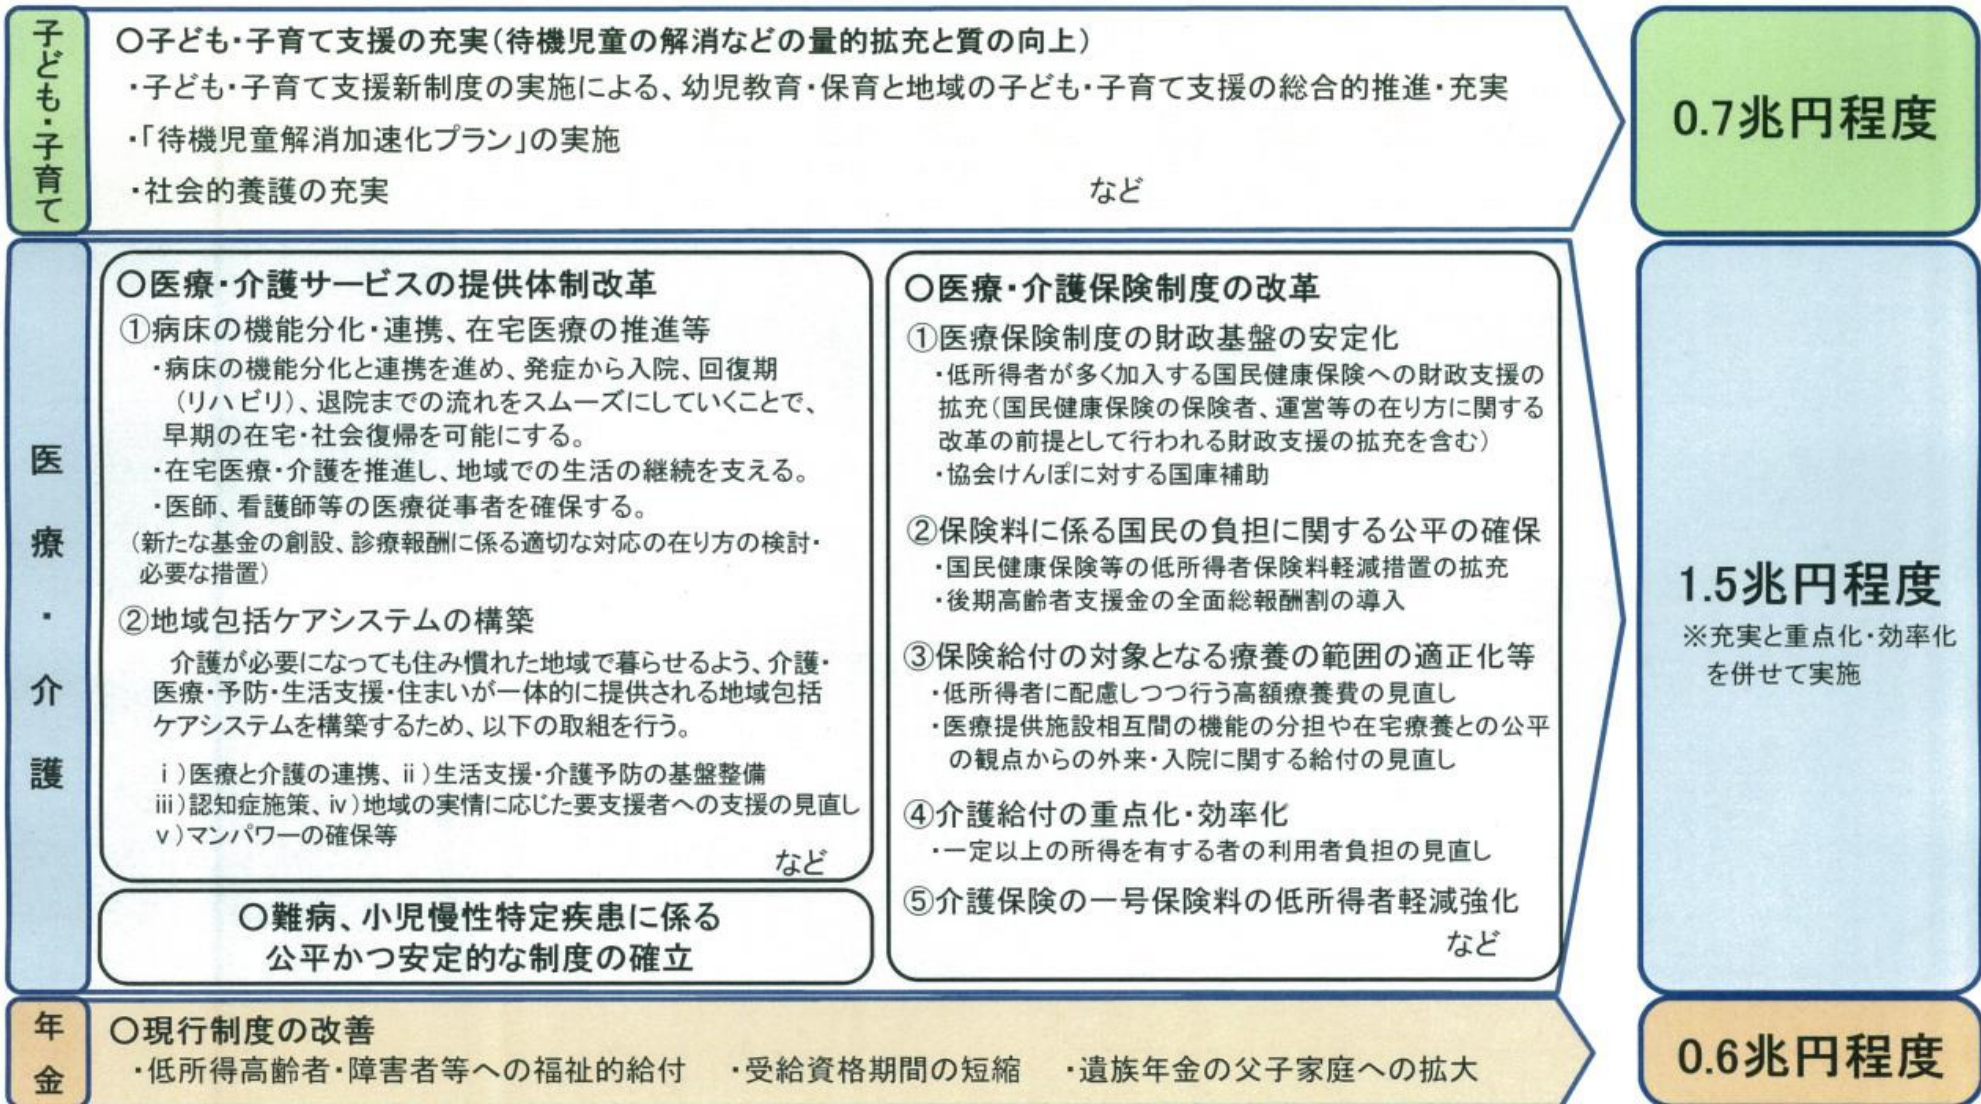 子ども・子育て
〇子ども・子育て支援の充実(待機児童の解消などの量的拡充と質の向上)
・子ども・子育て支援新制度の実施による、幼児教育・保育と地域の子ども・子育て支援の総合的推進・充実
・「待機児童解消加速化プラン」の実施
・社会的養護の充実 など
0.7兆円程度
医療・介護
〇医療・介護サービスの提供体制改革
①病床の機能分化・連携、在宅医療の推進等
・病床の機能分化と連携を進め、発症から入院、回復期
(リハビリ)、退院までの流れをスムーズにしていくことで、
早期の在宅・社会復帰を可能にする。
・在宅医療・介護を推進し、地域での生活の継続を支える。
・医師、看護師等の医療従事者を確保する。
(新たな基金の創設、診療報酬に係る適切な対応の在り方の検討・
必要な措置)
②地域包括ケアシステムの構築
介護が必要になっても住み慣れた地域で暮らせるよう、介護・
医療・予防・生活支援・住まいが一体的に提供される地域包括
ケアシステムを構築するため、以下の取組を行う。
ⅰ)医療と介護の連携、ⅱ)生活支援・介護予防の基盤整備
ⅲ)認知症施策、ⅳ)地域の実情に応じた要支援者への支援の見直し
ⅴ)マンパワーの確保等
など
〇難病、小児慢性特定疾患に係る
公平かつ安定的な制度の確立
〇医療・介護保険制度の改革
①医療保険制度の財政基盤の安定化
・低所得者が多く加入する国民健康保険への財政支援の
拡充(国民健康保険の保険者、運営等の在り方に関する
改革の前提として行われる財政支援の拡充を含む)
・協会けんぽに対する国庫補助
②保険料に係る国民の負担に関する公平の確保
・国民健康保険等の低所得者保険料軽減措置の拡充
・後期高齢者支援金の全面総報酬割の導入
③保険給付の対象となる療養の範囲の適正化等
・低所得者に配慮しつつ行う高額療養費の見直し
・医療提供施設相互間の機能の分担や在宅療養との公平
の観点からの外来・入院に関する給付の見直し
④介護給付の重点化・効率化
・一定以上の所得を有する者の利用者負担の見直し
⑤介護保険の一号保険料の低所得者軽減強化
など
1.5兆円程度
※充実と重点化・効率化
を併せて実施
年金
〇現行制度の改善
・低所得高齢者・障害者等への福祉的給付 ・受給資格期間の短縮 ・遺族年金の父子家庭への拡大
0.6兆円程度